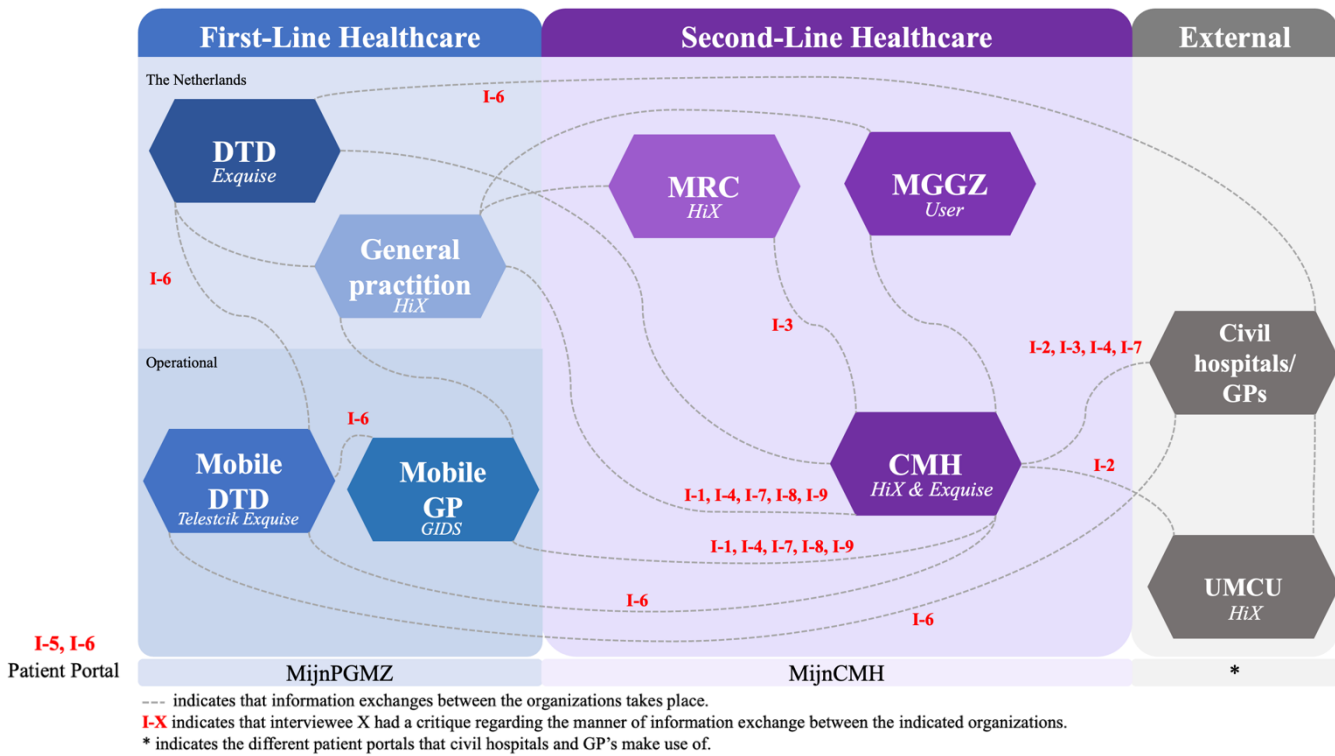 First-Line Healthcare
Second-Line Healthcare
External
The Netherlands
I-6
DTD
Exquise
MRC
HiX
MGGZ
User
General
practition
HiX
I-6
I-3
Civil
hospitals/
GPs
I-2, I-3, I-4, I-7
Operational
I-6
Mobile
DTD
Telestcik Exquise
Mobile
GP
GIDS
CMH
HiX & Exquise
I-2
I-1, I-4, I-7, I-8, I-9
I-1, I-4, I-7, I-8, I-9
UMCU
HiX
I-6
I-6
I-5, I-6
Patient Portal
MijnPGMZ
MijnCMH
*
---- indicates that information exchanges between the organizations takes place.
I-X indicates that interviewee X had a critique regarding the manner of information exchange between the indicated organizations.
* indicates the different patient portals that civil hospitals and GP's make use of.